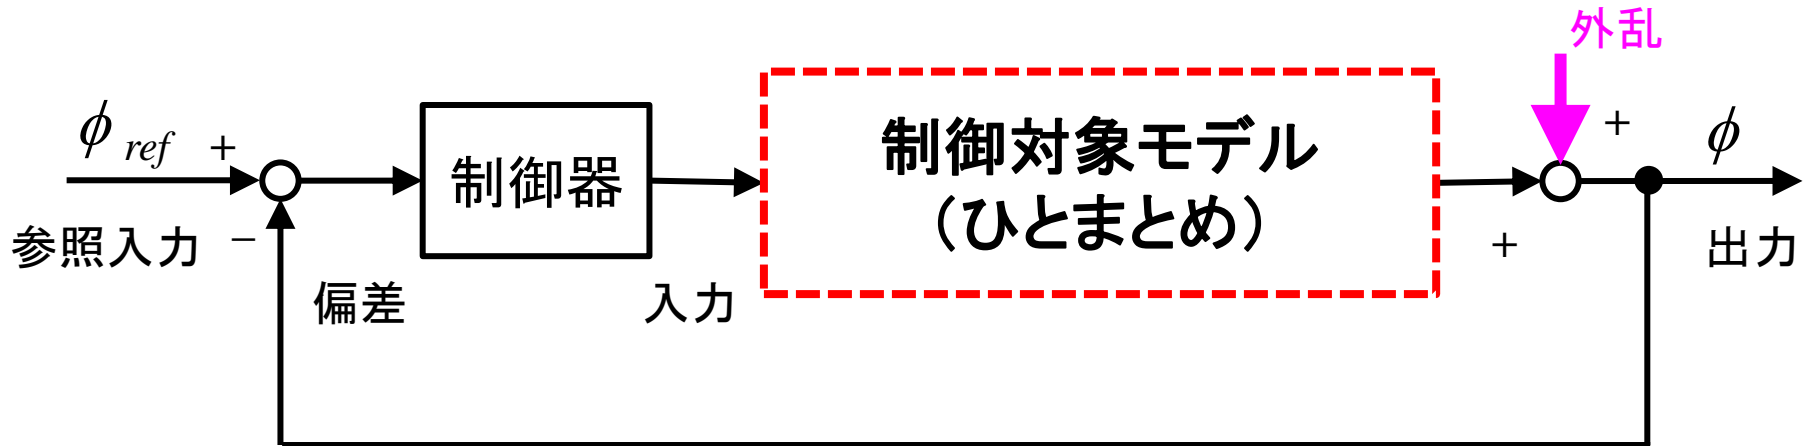 外乱
ϕ ref
+
制御器
制御対象モデル
(ひとまとめ)
+
ϕ
参照入力
−
偏差
入力
+
出力